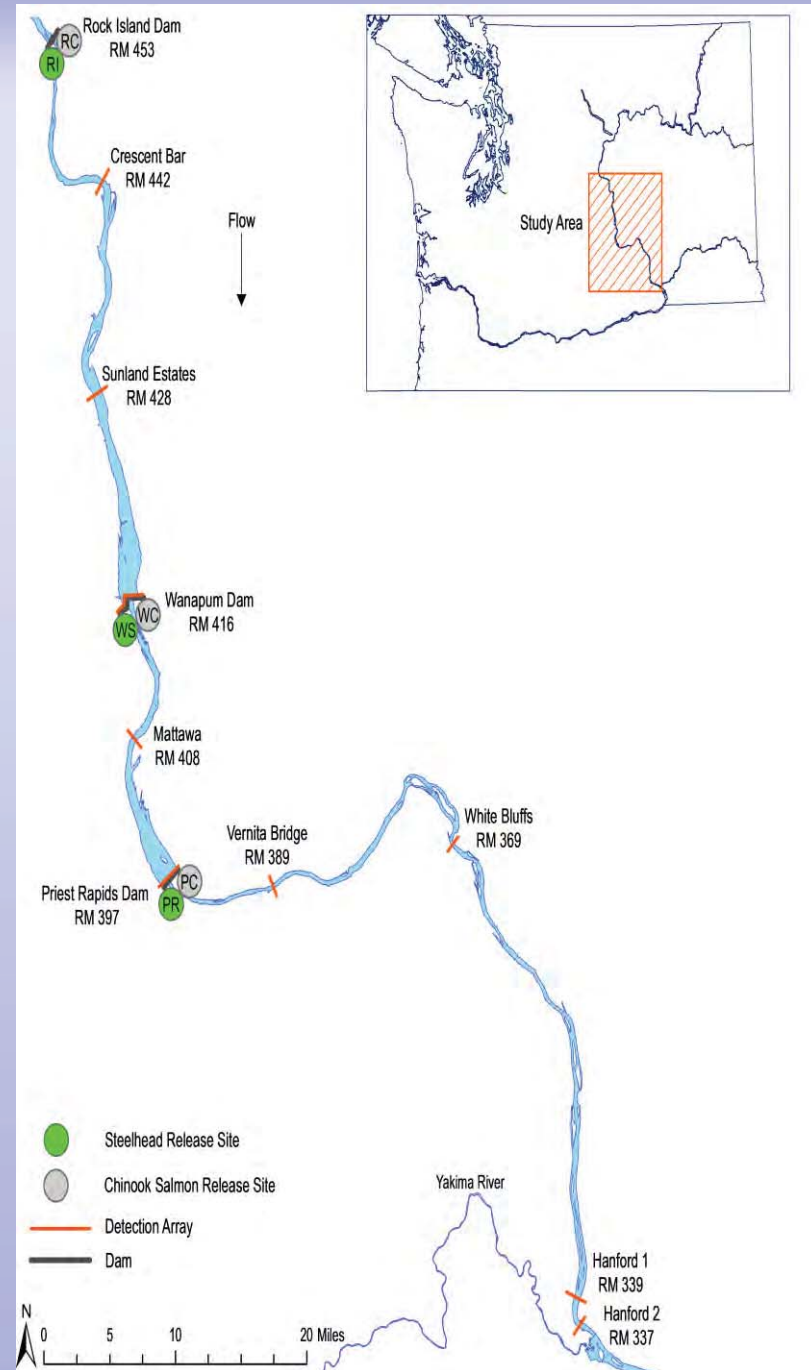 RC
Rock Island Dam
RM 453
RI
Crescent Bar
RM 442
Flow
Study Area
Sunland Estates
RM 428
Wanapum Dam
RM 416
WC
WS
Mattawa
RM 408
White Bluffs
RM 369
Vernita Bridge
RM 389
PC
Priest Rapids Dam
RM 397
PR
Steelhead Release Site
Chinook Salmon Release Site
Yakima River
Detection Array
Dam
Hanford 1
RM 339
Hanford 2
RM 337
N
0 5 10 20 Miles